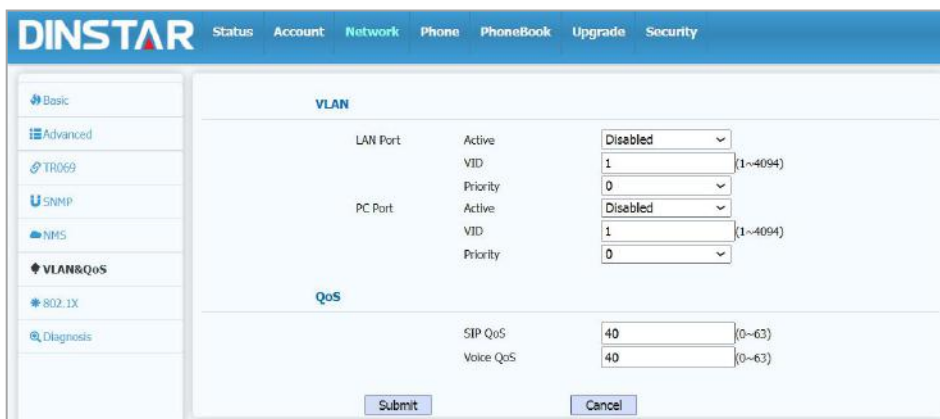 DINSTAR Status Account Network Phone PhoneBook Upgrade Security
Basic
Advanced
TR069
SNMP
NMS
VLAN&QoS
802.1X
Diagnosis
VLAN
LAN Port Active Disabled
VID 1 (1~4094)
Priority 0
PC Port Active Disabled
VID 1 (1~4094)
Priority 0
QoS
SIP QoS 40 (0~63)
Voice QoS 40 (0~63)
Submit Cancel